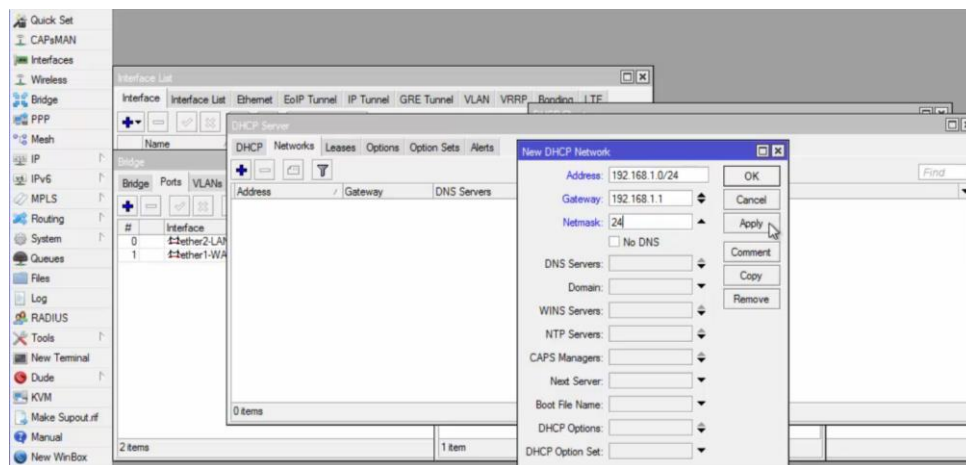 Quick Set
CAPsMAN
Interfaces
Wireless
Bridge
PPP
Mesh
IP
IPv6
MPLS
Routing
System
Queues
Files
Log
RADIUS
Tools
New Terminal
Dude
KVM
Make Supout.rif
Manual
New WinBox
Interface List
Interface Interface List Ethernet EoIP Tunnel IP Tunnel GRE Tunnel VLAN VRRP Bonding LTE
Name
Bridge
Bridge Ports VLANs
# Interface
0 ether2-LAN
1 ether1-WA
2 items
1 item
DHCP Server
DHCP Networks Leases Options Option Sets Alerts
Find
Address Gateway DNS Servers
0 items
New DHCP Network
Address: 192.168.1.0/24
Gateway: 192.168.1.1
Netmask: 24
No DNS
DNS Servers:
Domain:
WINS Servers:
NTP Servers:
CAPS Managers:
Next Server:
Boot File Name:
DHCP Options:
DHCP Option Set:
OK
Cancel
Apply
Comment
Copy
Remove